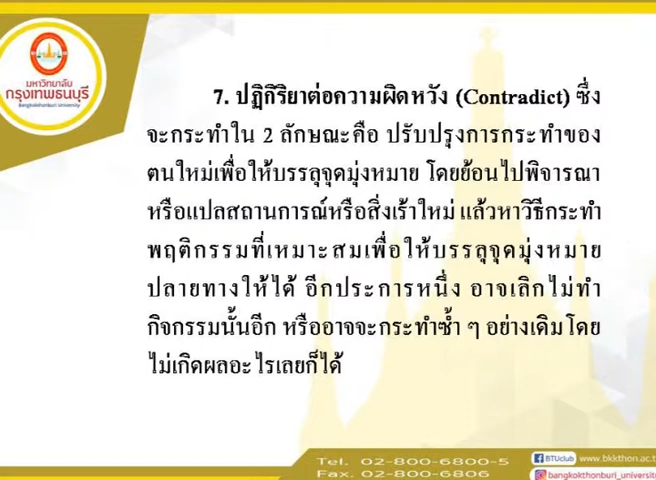 มหาวิทยาลัย
กรุงเทพธนบุรี
Bangkokthonburi University
7. ปฏิกิริยาต่อความผิดหวัง (Contradict) ซึ่ง
จะกระทำใน 2 ลักษณะคือ ปรับปรุงการกระทำของ
ตนใหม่เพื่อให้บรรลุจุดมุ่งหมาย โดยย้อนไปพิจารณา
หรือแปลสถานการณ์หรือสิ่งเร้าใหม่ แล้วหาวิธีกระทำ
พฤติกรรมที่เหมาะสมเพื่อให้บรรลุจุดมุ่งหมาย
ปลายทางให้ได้ อีกประการหนึ่ง อาจเลิกไม่ทำ
กิจกรรมนั้นอีก หรืออาจจะกระทำซ้ำ ๆ อย่างเดิมโดย
ไม่เกิดผลอะไรเลยก็ได้
Tel. 02-800-6800-5
Fax. 02-800-6806
BTUclub www.bkkthon.ac.t
bangkokthonburi_university